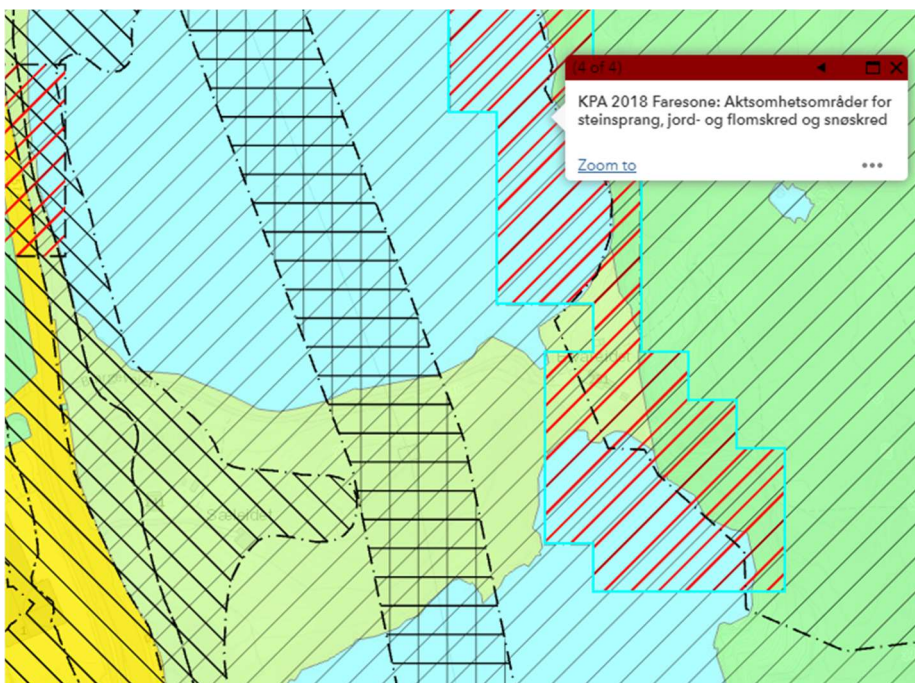 (4 of 4)
KPA 2018 Faresone: Aktsomhetsområder for
steinsprang, jord- og flomskred og snøskred
Zoom to